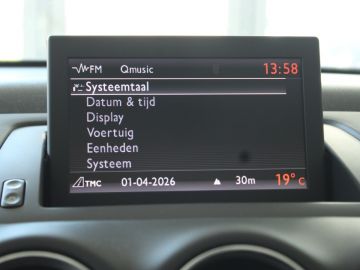 FM Qmusic 13:58
Systeemtaal
Datum & tijd
Display
Voertuig
Eenheden
Systeem
TMC 01-04-2026 30m 19° C